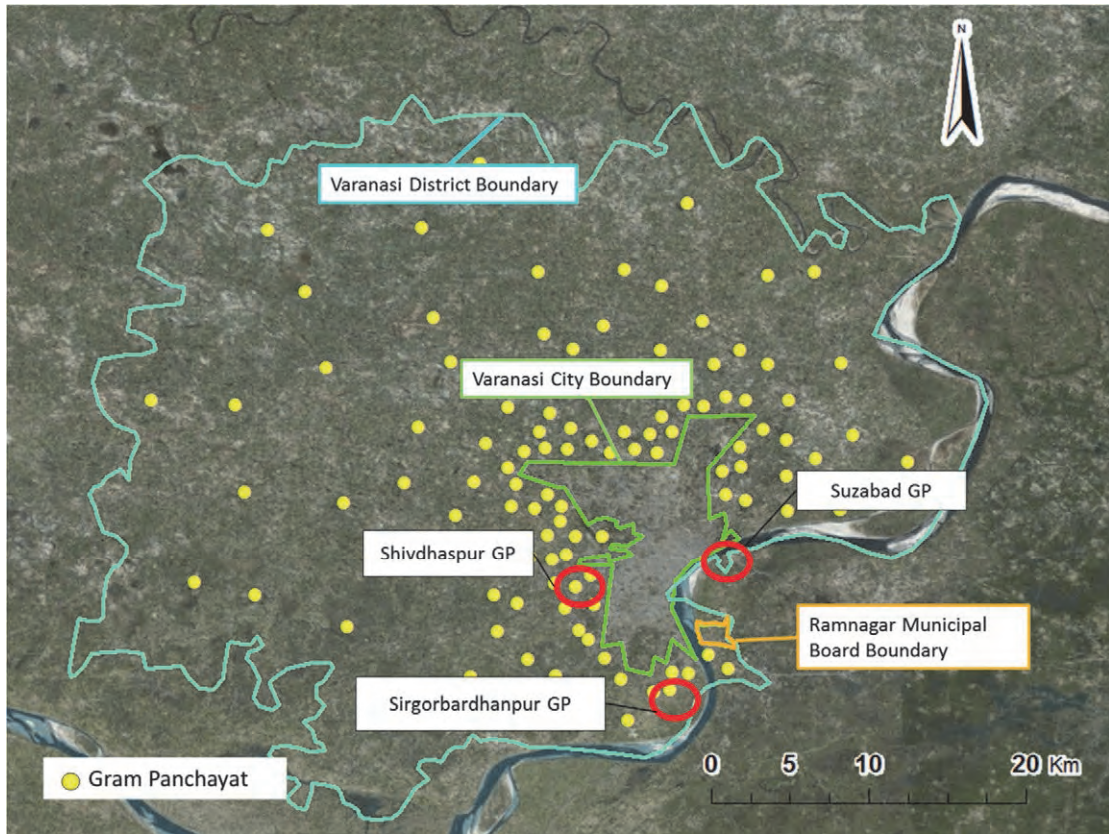 N
Varanasi District Boundary
Varanasi City Boundary
Suzabad GP
Shivdhaspur GP
Ramnagar Municipal
Board Boundary
Sirgorbardhanpur GP
Gram Panchayat
0 5 10 20 Km